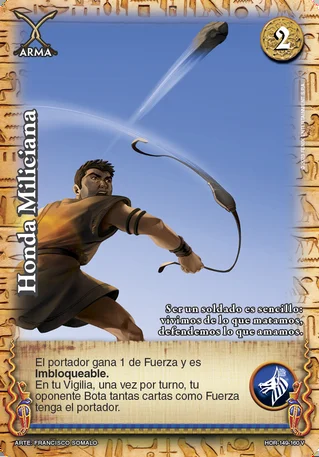 ARMA
2
Honda Miliciana
Ser un soldado es sencillo:
vivimos de lo que matamos,
defendemos lo que amamos.
El portador gana 1 de Fuerza y es
Imbloqueable.
En tu Vigilia, una vez por turno, tu
oponente Bota tantas cartas como Fuerza
tenga el portador.
ARTE: FRANCISCO SOMALO
HOR-149-160 V